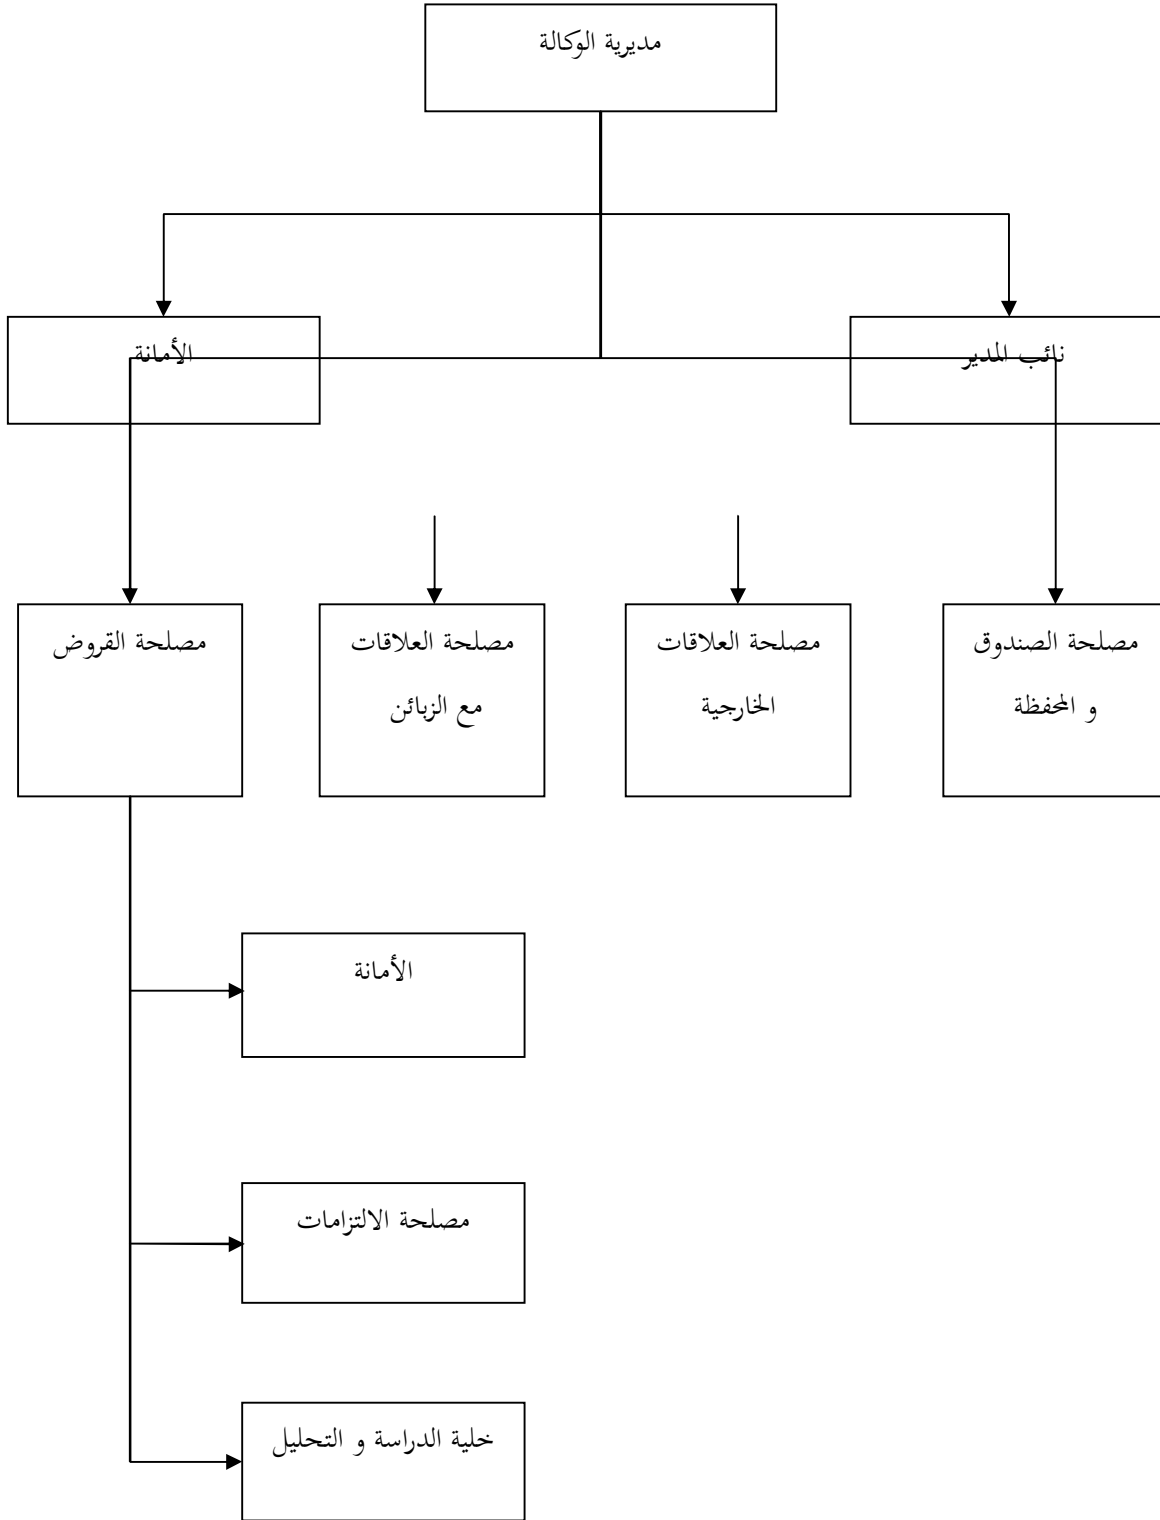 مديرية الوكالة
نائب المدير
الأمانة
مصلحة الصندوق
و المحفظة
مصلحة العلاقات
الخارجية
مصلحة العلاقات
مع الزبائن
مصلحة القروض
الأمانة
مصلحة الالتزامات
خلية الدراسة و التحليل